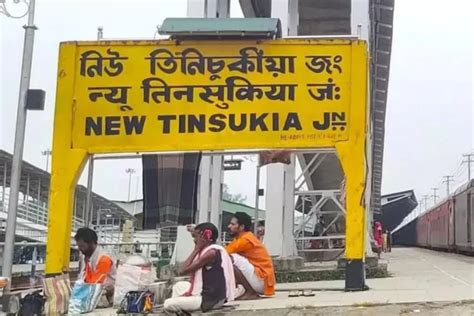 নিউ তিনিচুকীয়া জং
न्यू तिनसुकिया जं:
NEW TINSUKIA JN